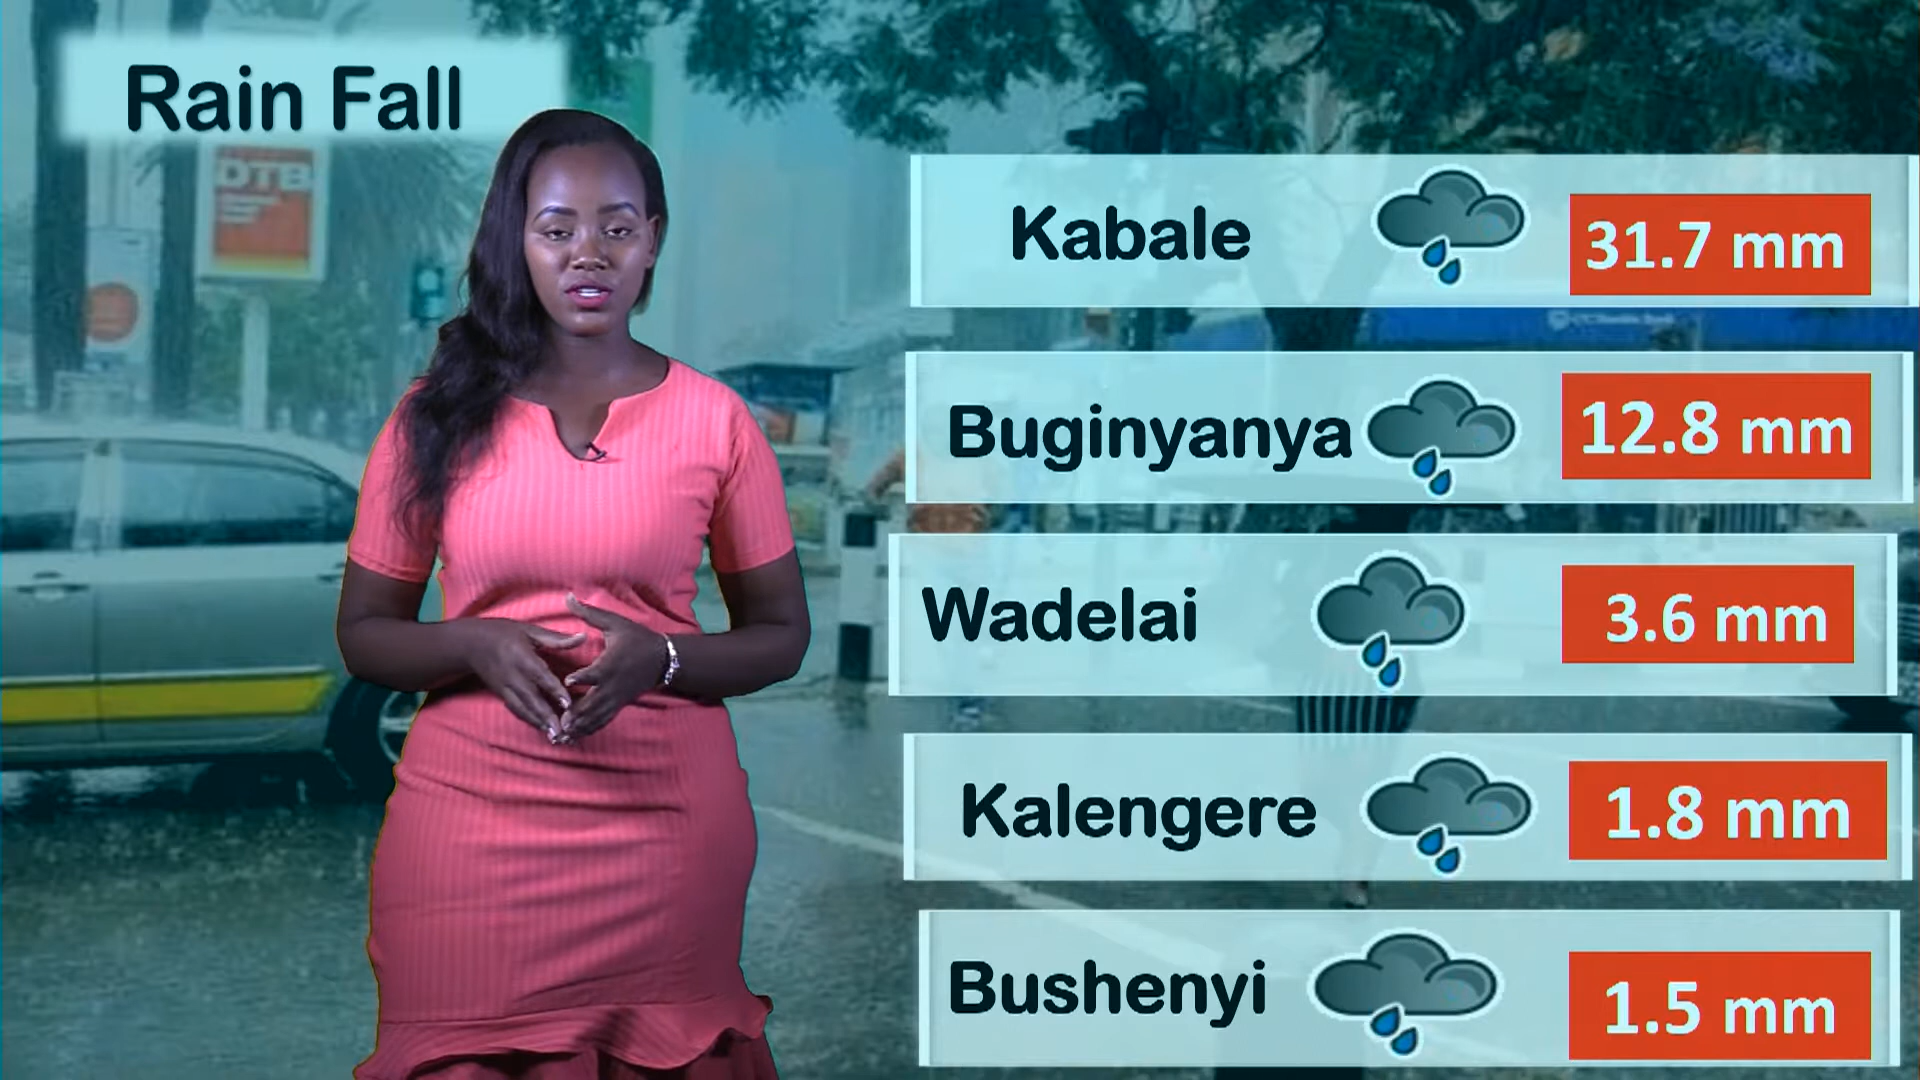 Rain Fall
DTB
Kabale
31.7 mm
Buginyanya
12.8 mm
Wadelai
3.6 mm
Kalengere
1.8 mm
Bushenyi
1.5 mm